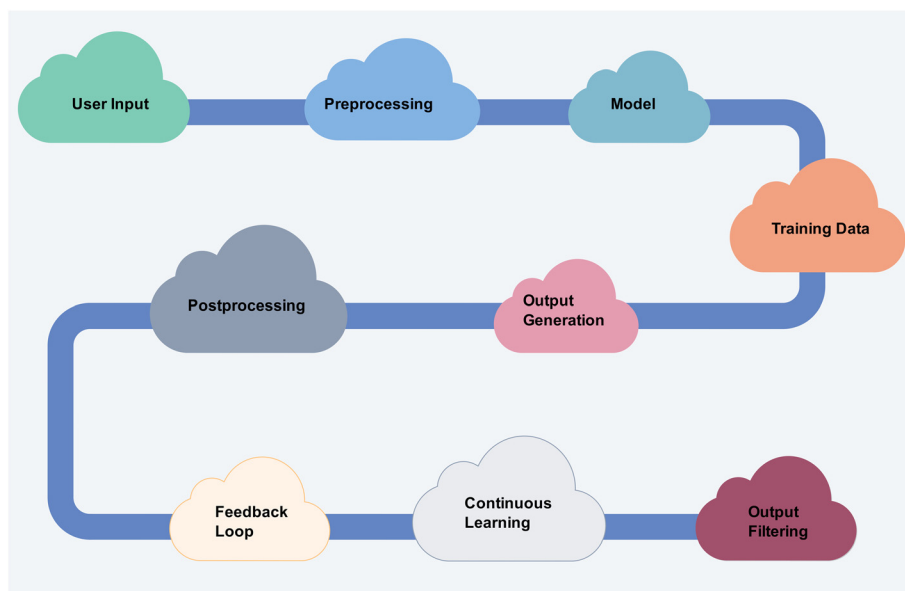 User Input
Preprocessing
Model
Training Data
Output
Generation
Postprocessing
Feedback
Loop
Continuous
Learning
Output
Filtering